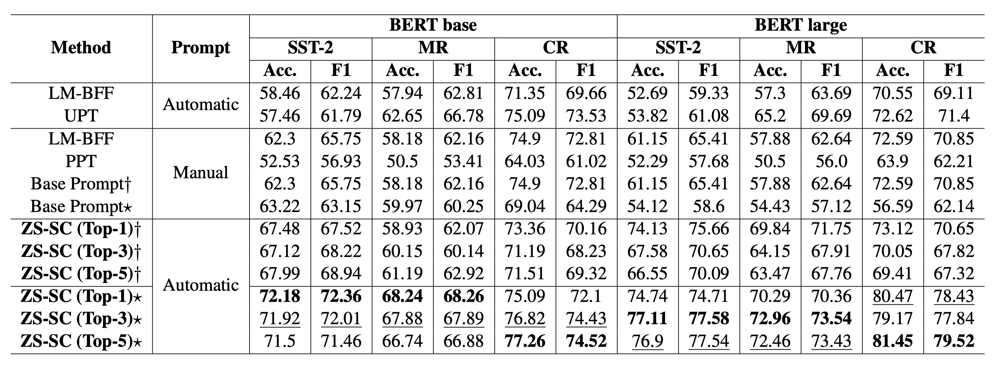 BERT base BERT large
Method Prompt SST-2 MR CR SST-2 MR CR
Acc. F1 Acc. F1 Acc. F1 Acc. F1 Acc. F1 Acc. F1
LM-BFF 58.46 62.24 57.94 62.81 71.35 69.66 52.69 59.33 57.3 63.69 70.55 69.11
Automatic
UPT 57.46 61.79 62.65 66.78 75.09 73.53 53.82 61.08 65.2 69.69 72.62 71.4
LM-BFF 62.3 65.75 58.18 62.16 74.9 72.81 61.15 65.41 57.88 62.64 72.59 70.85
PPT 52.53 56.93 50.5 53.41 64.03 61.02 52.29 57.68 50.5 56.0 63.9 62.21
Manual
Base Prompt† 62.3 65.75 58.18 62.16 74.9 72.81 61.15 65.41 57.88 62.64 72.59 70.85
Base Prompt⋆ 63.22 63.15 59.97 60.25 69.04 64.29 54.12 58.6 54.43 57.12 56.59 62.14
ZS-SC (Top-1)† 67.48 67.52 58.93 62.07 73.36 70.16 74.13 75.66 69.84 71.75 73.12 70.65
ZS-SC (Top-3)† 67.12 68.22 60.15 60.14 71.19 68.23 67.58 70.65 64.15 67.91 70.05 67.82
ZS-SC (Top-5)† 67.99 68.94 61.19 62.92 71.51 69.32 66.55 70.09 63.47 67.76 69.41 67.32
Automatic
ZS-SC (Top-1)⋆ 72.18 72.36 68.24 68.26 75.09 72.1 74.74 74.71 70.29 70.36 80.47 78.43
ZS-SC (Top-3)⋆ 71.92 72.01 67.88 67.89 76.82 74.43 77.11 77.58 72.96 73.54 79.17 77.84
ZS-SC (Top-5)⋆ 71.5 71.46 66.74 66.88 77.26 74.52 76.9 77.54 72.46 73.43 81.45 79.52